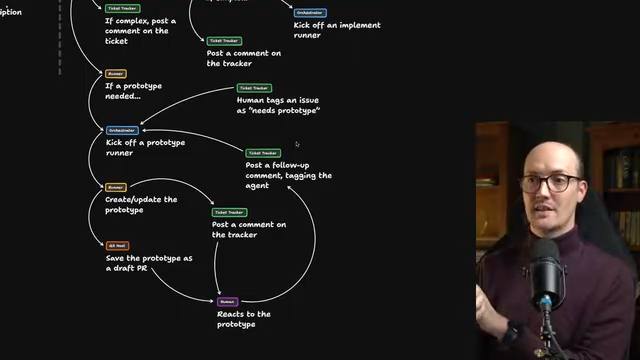 iption
Ticket Tracker
If complex, post a
comment on the
ticket
Orchestrator
Kick off an implement
runner
Ticket Tracker
Post a comment on
the tracker
Runner
If a prototype
needed...
Ticket Tracker
Human tags an issue
as "needs prototype"
Orchestrator
Kick off a prototype
runner
Ticket Tracker
Post a follow-up
comment, tagging the
agent
Runner
Create/update the
prototype
Ticket Tracker
Post a comment on
the tracker
Git Host
Save the prototype as
a draft PR
Human
Reacts to the
prototype